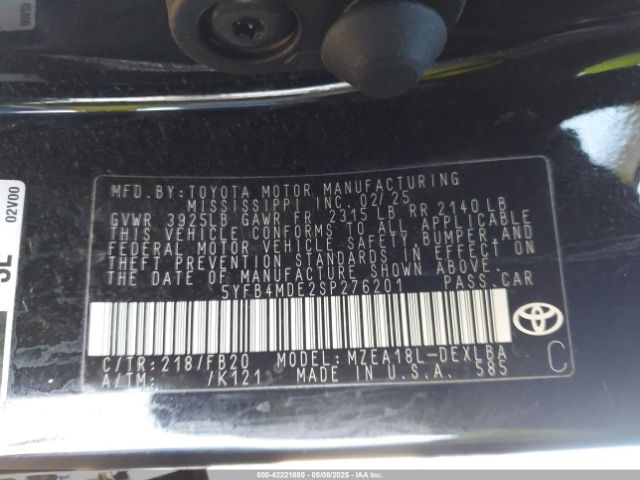 02V00
MFD.BY:TOYOTA MOTOR MANUFACTURING
MISSISSIPPI INC. 02/25
GVWR 3925LB GAWR FR 2315 LB RR 2140 LB
THIS VEHICLE CONFORMS TO ALL APPLICABLE
FEDERAL MOTOR VEHICLE SAFETY,BUMPER,AND
THEFT PREVENTION STANDARDS IN EFFECT ON
THE DATE OF MANUFACTURE SHOWN ABOVE.
5YFB4MDE2SP276201 PASS.CAR
C/TR:218/FB20 MODEL:MZEA18L-DEXLBA
A/TM: /K121 MADE IN U.S.A. 585
C
000-42221880 - 05/08/2025 - Copyright IAA